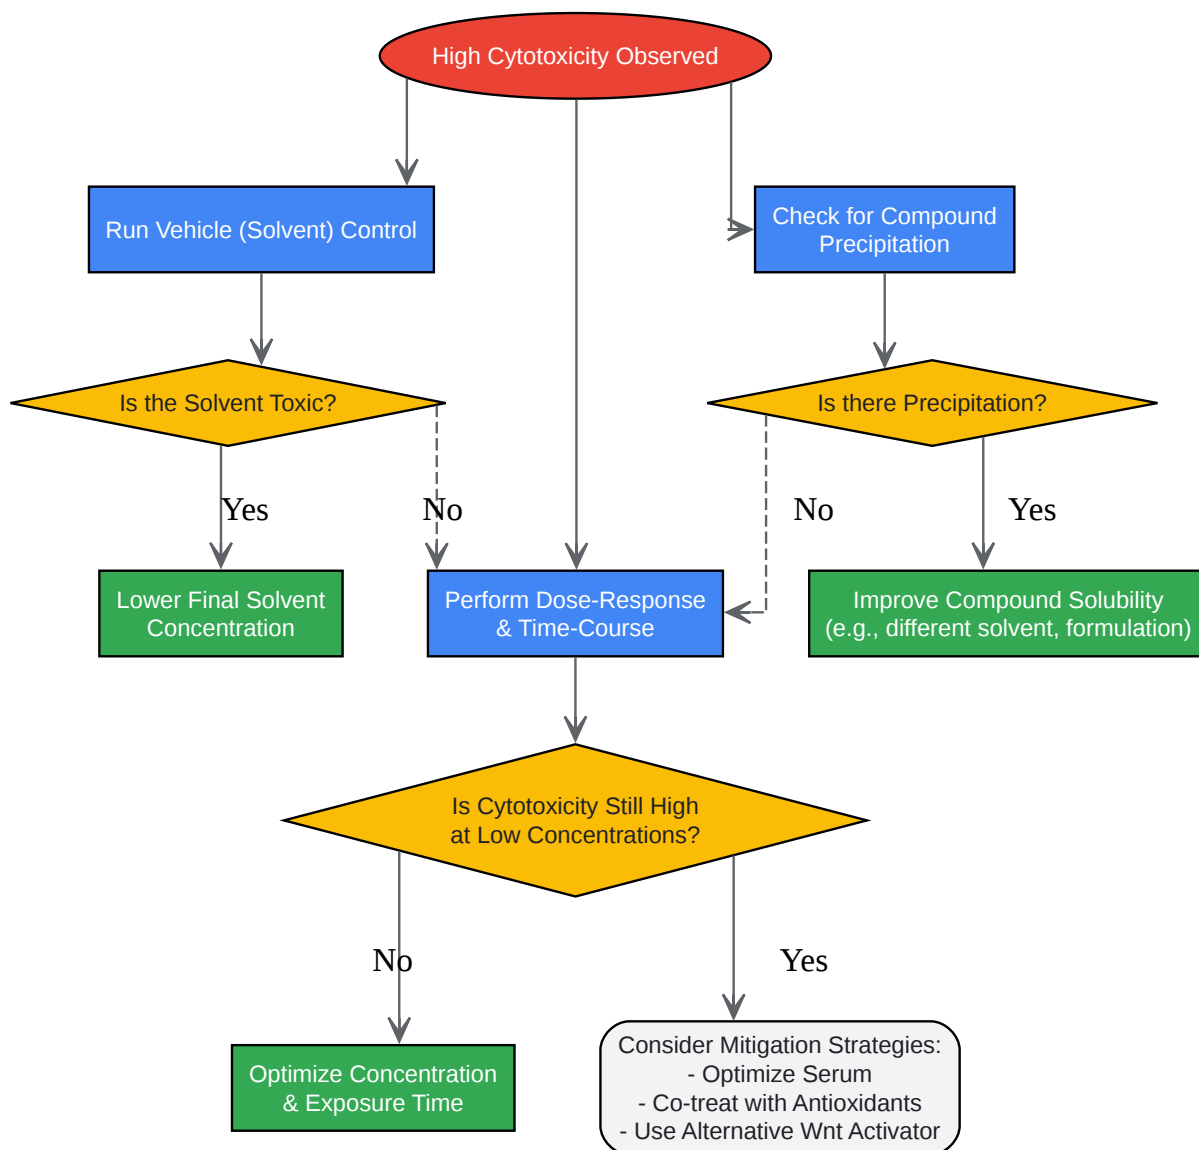 High Cytotoxicity Observed
Run Vehicle (Solvent) Control
Check for Compound
Precipitation
Is the Solvent Toxic?
Is there Precipitation?
Yes
No
No
Yes
Lower Final Solvent
Concentration
Perform Dose-Response
& Time-Course
Improve Compound Solubility
(e.g., different solvent, formulation)
Is Cytotoxicity Still High
at Low Concentrations?
No
Yes
Optimize Concentration
& Exposure Time
Consider Mitigation Strategies:
- Optimize Serum
- Co-treat with Antioxidants
- Use Alternative Wnt Activator